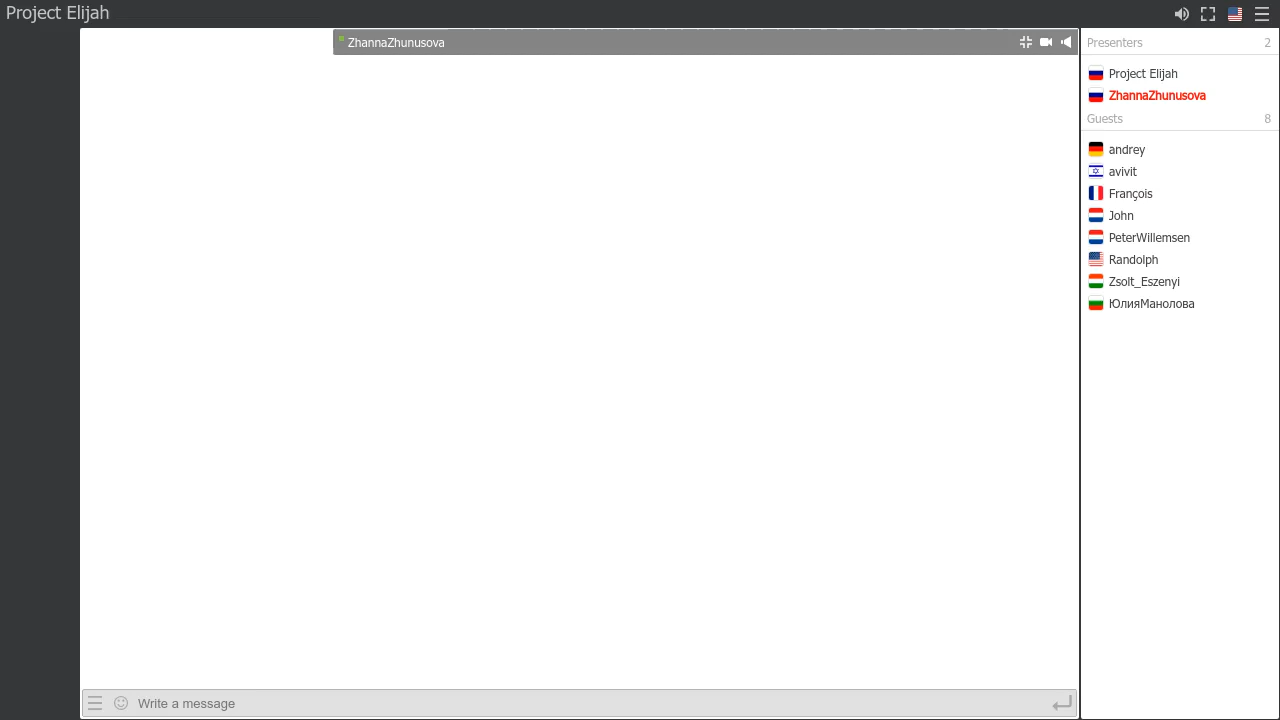 Project Elijah
ZhannaZhunusova
Presenters 2
Project Elijah
ZhannaZhunusova
Guests 8
andrey
avivit
François
John
PeterWillemsen
Randolph
Zsolt_Eszenyi
ЮлияМанолова
Write a message